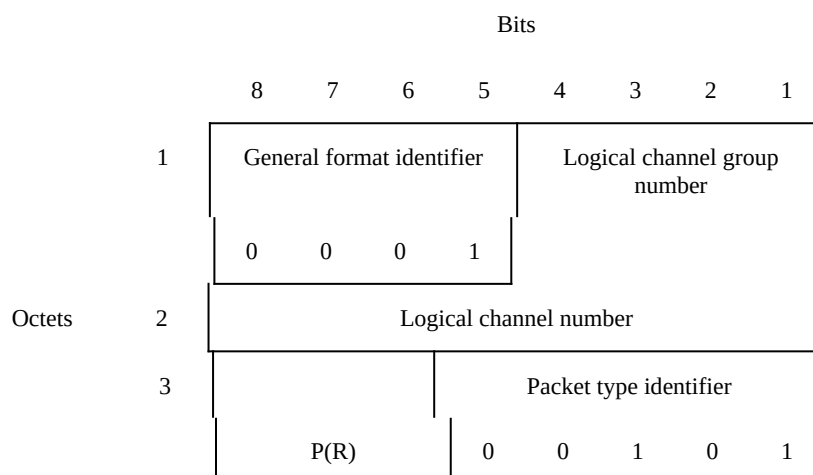 Bits
8 7 6 5 4 3 2 1
1 General format identifier Logical channel group
number
0 0 0 1
Octets 2 Logical channel number
3 Packet type identifier
P(R) 0 0 1 0 1